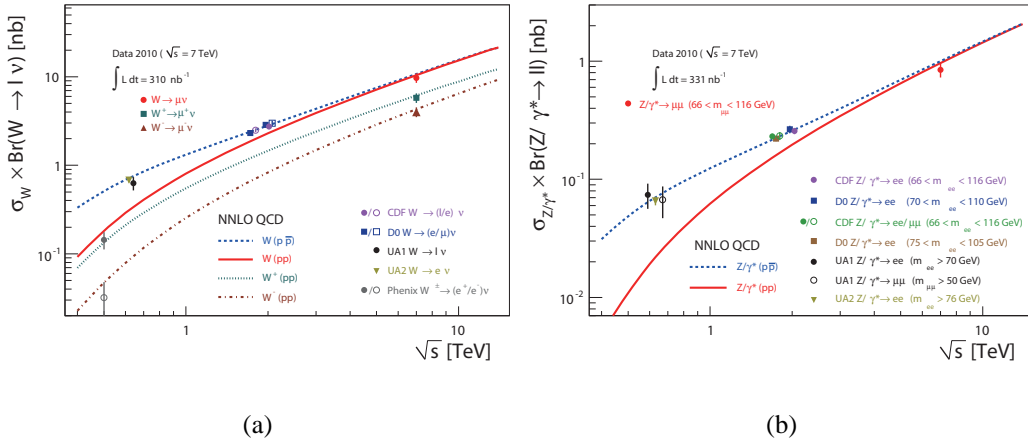 σ_W × Br(W → l ν) [nb]
10
1
10⁻¹
Data 2010 ( √s = 7 TeV)
∫ L dt = 310 nb⁻¹
W → μν
W⁺ → μ⁺ν
W⁻ → μ⁻ν
NNLO QCD
W (p p̅)
W (pp)
W⁺ (pp)
W⁻ (pp)
CDF W → (l/e) ν
D0 W → (e/μ)ν
UA1 W → l ν
UA2 W → e ν
Phenix W ± → (e⁺/e⁻)ν
1 10
√s [TeV]
(a)
σ_Z/γ* × Br(Z/ γ* → ll) [nb]
1
10⁻¹
10⁻²
Data 2010 ( √s = 7 TeV)
∫ L dt = 331 nb⁻¹
Z/γ* → μμ (66 < m_μμ < 116 GeV)
CDF Z/ γ* → ee (66 < m_ee < 116 GeV)
D0 Z/ γ* → ee (70 < m_ee < 110 GeV)
CDF Z/ γ* → ee/μμ (66 < m_ee < 116 GeV)
D0 Z/ γ* → ee (75 < m_ee < 105 GeV)
UA1 Z/ γ* → ee (m_ee > 70 GeV)
UA1 Z/ γ* → μμ (m_μμ > 50 GeV)
UA2 Z/ γ* → ee (m_ee > 76 GeV)
NNLO QCD
Z/γ* (p p̅)
Z/γ* (pp)
1 10
√s [TeV]
(b)